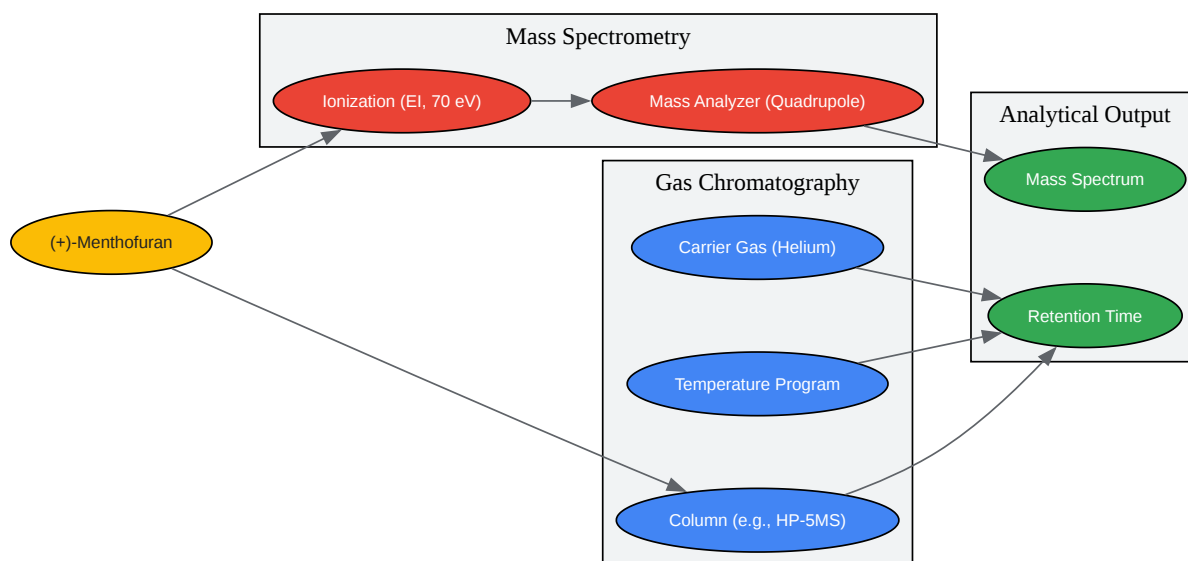 Mass Spectrometry
Ionization (EI, 70 eV)
Mass Analyzer (Quadrupole)
Analytical Output
Mass Spectrum
Gas Chromatography
(+)-Menthofuran
Carrier Gas (Helium)
Retention Time
Temperature Program
Column (e.g., HP-5MS)